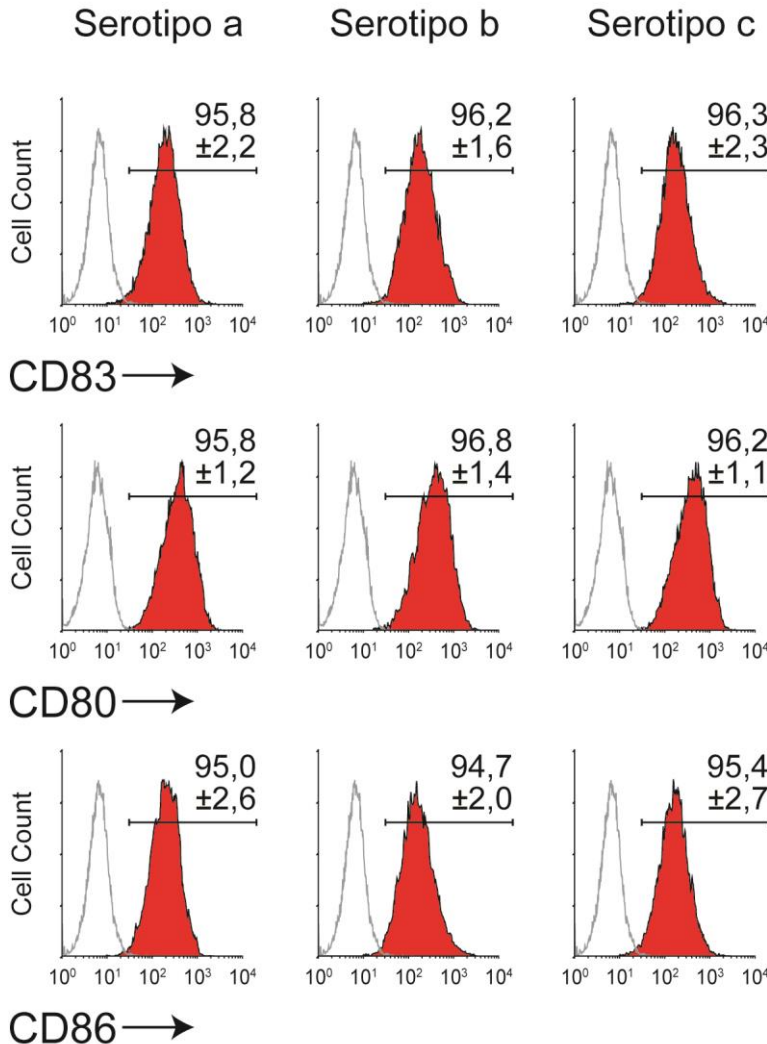 Serotipo a
Serotipo b
Serotipo c
Cell Count
95,8
±2,2
10⁰ 10¹ 10² 10³ 10⁴
96,2
±1,6
10⁰ 10¹ 10² 10³ 10⁴
96,3
±2,3
10⁰ 10¹ 10² 10³ 10⁴
CD83
Cell Count
95,8
±1,2
10⁰ 10¹ 10² 10³ 10⁴
96,8
±1,4
10⁰ 10¹ 10² 10³ 10⁴
96,2
±1,1
10⁰ 10¹ 10² 10³ 10⁴
CD80
Cell Count
95,0
±2,6
10⁰ 10¹ 10² 10³ 10⁴
94,7
±2,0
10⁰ 10¹ 10² 10³ 10⁴
95,4
±2,7
10⁰ 10¹ 10² 10³ 10⁴
CD86